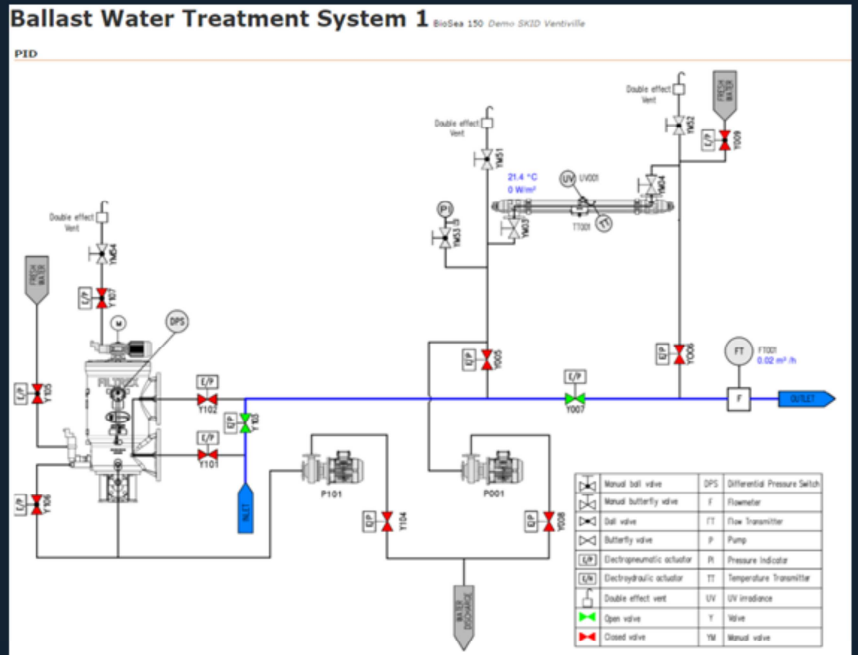 Ballast Water Treatment System 1 BioSea 150 Demo SKID Ventiville
PID
Double effect
Vent
YM52
FRESH
WATER
E/P
Y009
Double effect
Vent
YM51
21.4 °C
0 W/m²
UV
UV001
YM04
PI
YM53
YM03
TT001
TT
Double effect
Vent
YM54
FRESH
WATER
E/P
Y107
M
DPS
E/P
Y005
E/P
Y006
FT
FT001
0.02 m³/h
E/P
Y105
FILTREX
E/P
Y102
E/P
Y103
E/P
Y007
F
OUTLET
E/P
Y101
P101
P001
E/P
Y106
INLET
E/P
Y104
E/P
Y008
WATER
DISCHARGE
Manual ball valve DPS Differential Pressure Switch
Manual butterfly valve F Flowmeter
Ball valve FT Flow Transmitter
Butterfly valve P Pump
E/P Electropneumatic actuator PI Pressure Indicator
E/H Electrohydraulic actuator TT Temperature Transmitter
Double effect vent UV UV irradiance
Open valve Y Valve
Closed valve YM Manual valve